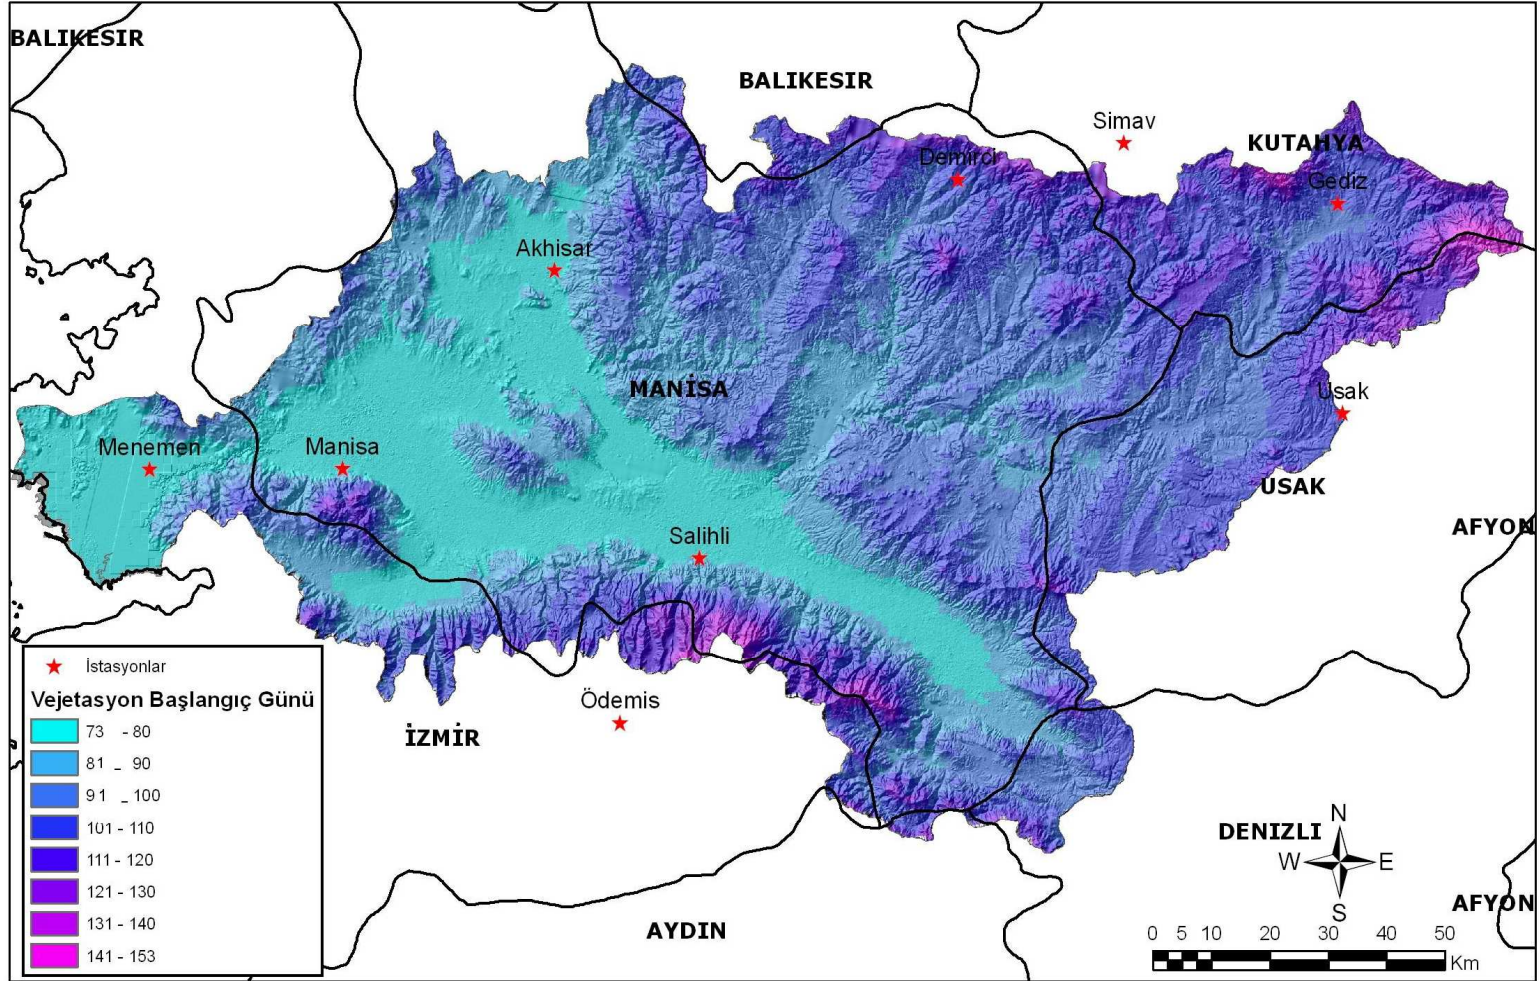 BALIKESIR
BALIKESIR
Simav
KUTAHYA
Demirci
Gediz
Akhisar
MANİSA
Usak
Menemen
Manisa
USAK
Salihli
AFYON
İstasyonlar
Vejetasyon Başlangıç Günü
73 - 80
81 - 90
91 - 100
101 - 110
111 - 120
121 - 130
131 - 140
141 - 153
Ödemis
İZMİR
DENIZLI
N
W E
S
AFYON
AYDIN
0 5 10 20 30 40 50
Km